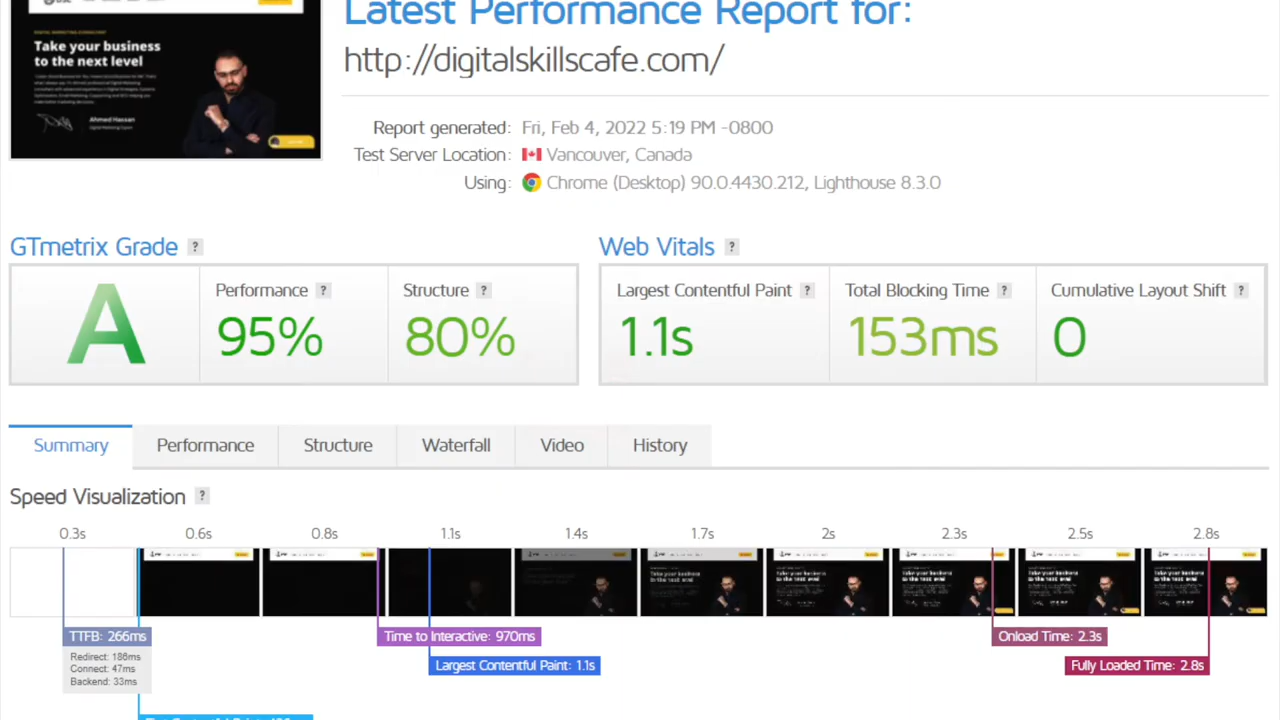 Latest Performance Report for:
http://digitalskillscafe.com/
Take your business
to the next level
Ahmed Hassan
Report generated: Fri, Feb 4, 2022 5:19 PM -0800
Test Server Location: Vancouver, Canada
Using: Chrome (Desktop) 90.0.4430.212, Lighthouse 8.3.0
GTmetrix Grade ?
Web Vitals ?
A
Performance ?
95%
Structure ?
80%
Largest Contentful Paint ?
1.1s
Total Blocking Time ?
153ms
Cumulative Layout Shift ?
0
Summary Performance Structure Waterfall Video History
Speed Visualization ?
0.3s 0.6s 0.8s 1.1s 1.4s 1.7s 2s 2.3s 2.5s 2.8s
TTFB: 266ms
Redirect: 186ms
Connect: 47ms
Backend: 33ms
Time to Interactive: 970ms
Largest Contentful Paint: 1.1s
Onload Time: 2.3s
Fully Loaded Time: 2.8s